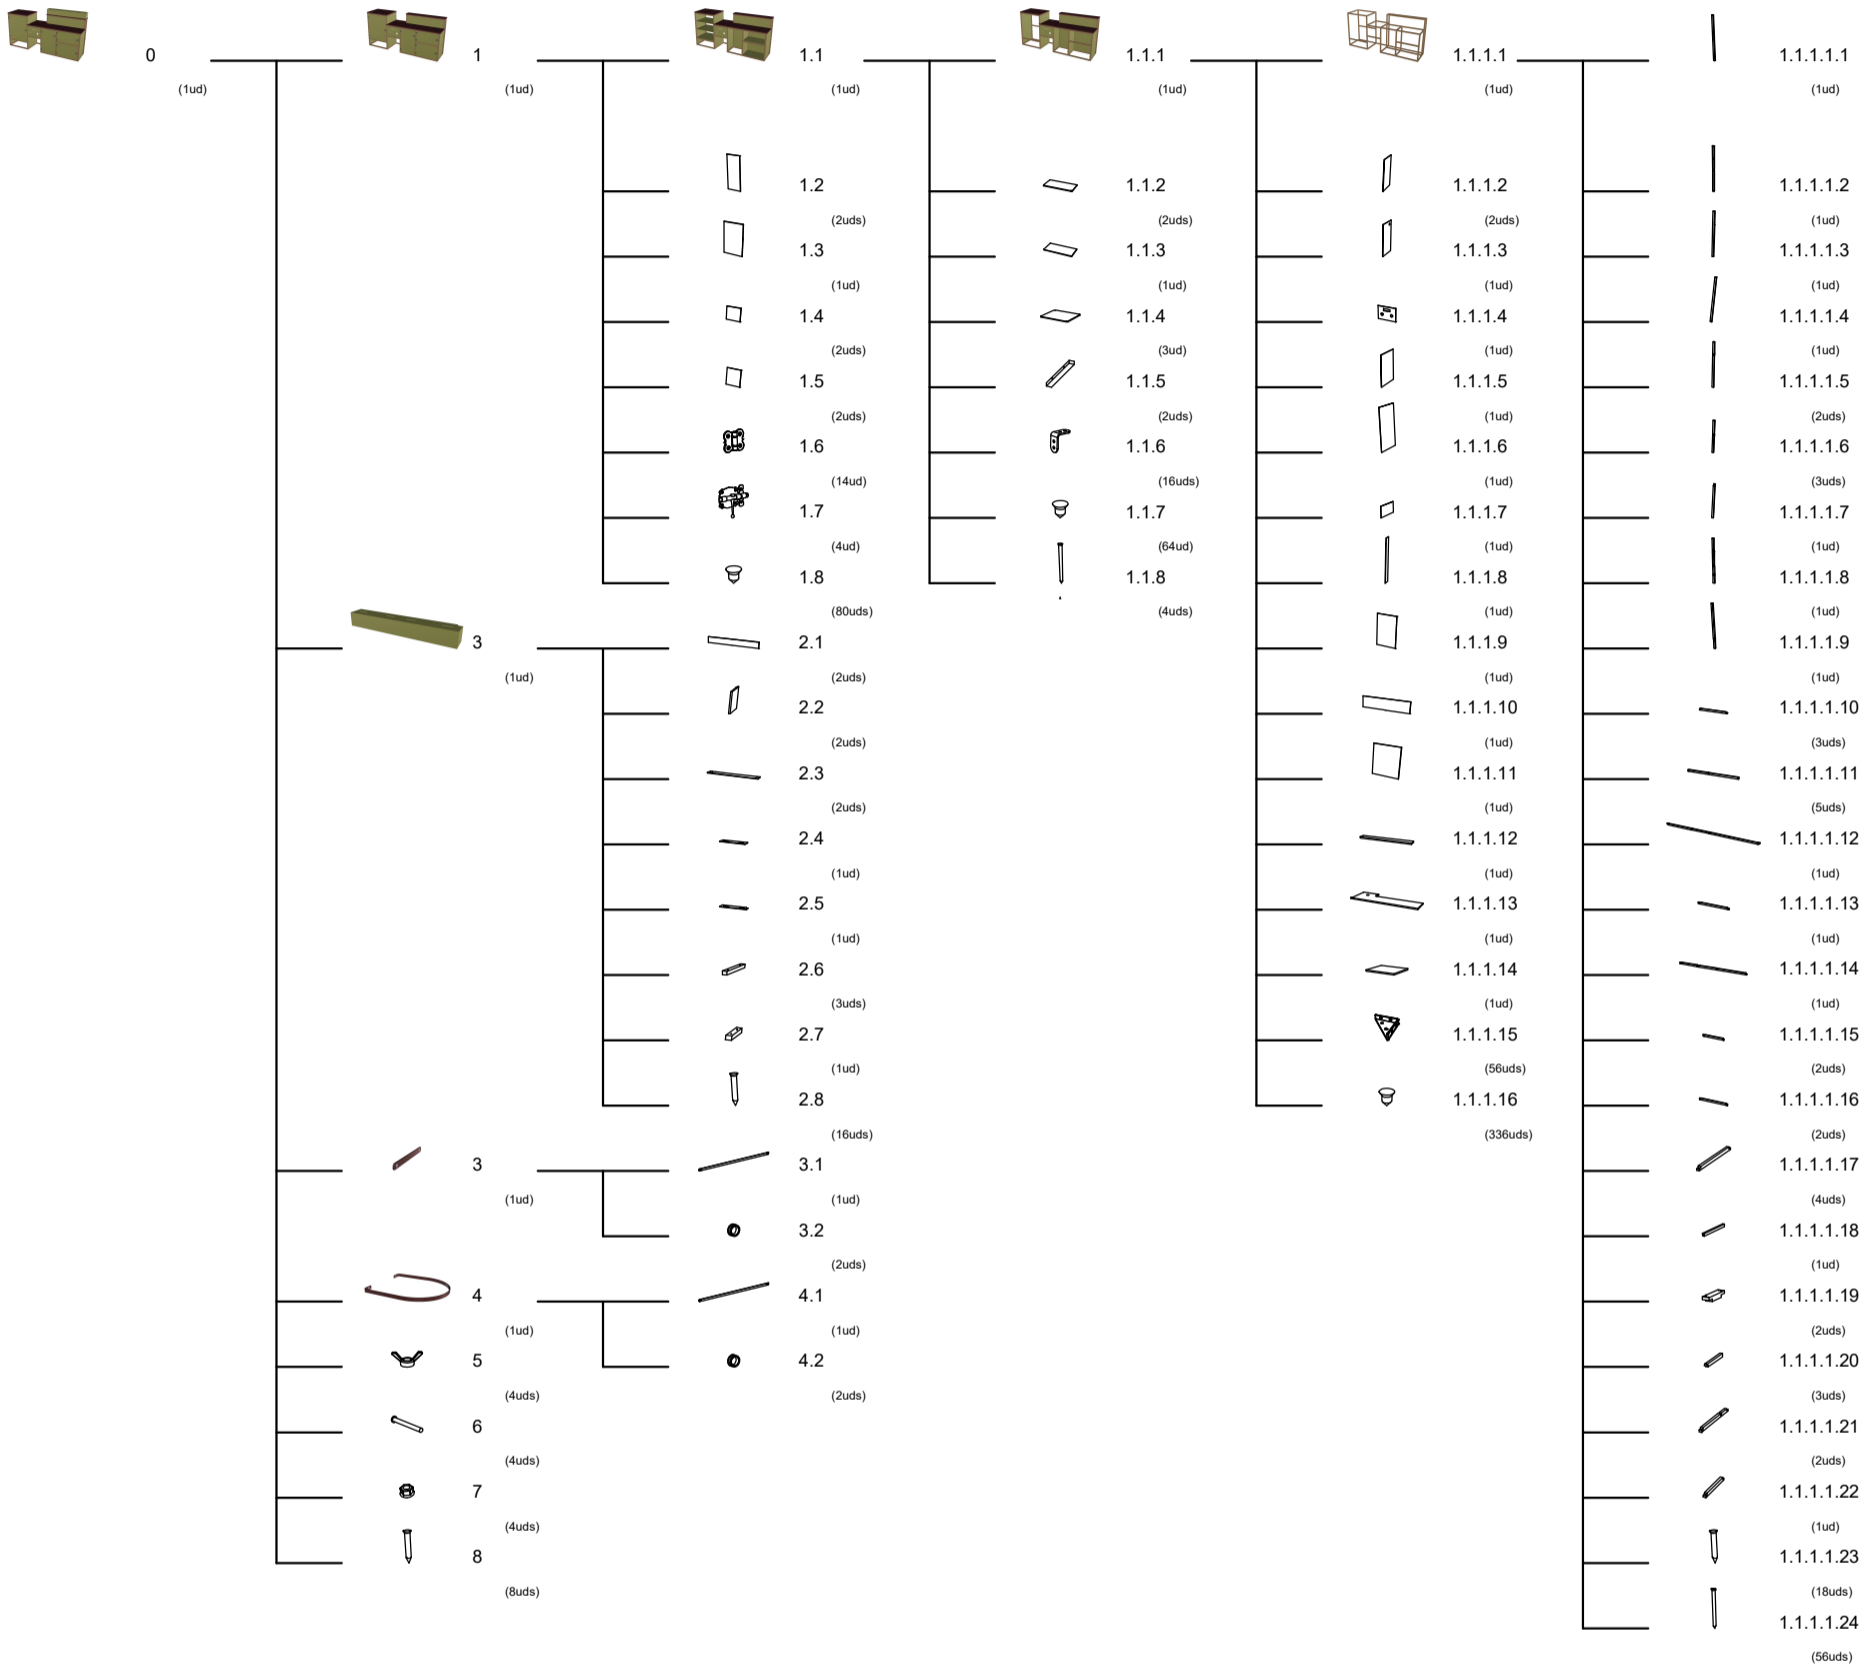 0 1 1.1 1.1.1 1.1.1.1 1.1.1.1.1
(1ud) (1ud) (1ud) (1ud) (1ud) (1ud)
1.2 1.1.2 1.1.1.2 1.1.1.1.2
(2uds) (2uds) (2uds) (1ud)
1.3 1.1.3 1.1.1.3 1.1.1.1.3
(1ud) (1ud) (1ud) (1ud)
1.4 1.1.4 1.1.1.4 1.1.1.1.4
(2uds) (3ud) (1ud) (1ud)
1.5 1.1.5 1.1.1.5 1.1.1.1.5
(2uds) (2uds) (1ud) (2uds)
1.6 1.1.6 1.1.1.6 1.1.1.1.6
(14ud) (16uds) (1ud) (3uds)
1.7 1.1.7 1.1.1.7 1.1.1.1.7
(4ud) (64ud) (1ud) (1ud)
1.8 1.1.8 1.1.1.8 1.1.1.1.8
(80uds) (4uds) (1ud) (1ud)
3 2.1 1.1.1.9 1.1.1.1.9
(1ud) (2uds) (1ud) (1ud)
2.2 1.1.1.10 1.1.1.1.10
(2uds) (1ud) (3uds)
2.3 1.1.1.11 1.1.1.1.11
(2uds) (1ud) (5uds)
2.4 1.1.1.12 1.1.1.1.12
(1ud) (1ud) (1ud)
2.5 1.1.1.13 1.1.1.1.13
(1ud) (1ud) (1ud)
2.6 1.1.1.14 1.1.1.1.14
(3uds) (1ud) (1ud)
2.7 1.1.1.15 1.1.1.1.15
(1ud) (56uds) (2uds)
2.8 1.1.1.16 1.1.1.1.16
(16uds) (336uds) (2uds)
3 3.1 1.1.1.1.17
(1ud) (1ud) (4uds)
3.2 1.1.1.1.18
(2uds) (1ud)
4 4.1 1.1.1.1.19
(1ud) (1ud) (2uds)
5 4.2 1.1.1.1.20
(4uds) (2uds) (3uds)
6 1.1.1.1.21
(4uds) (2uds)
7 1.1.1.1.22
(4uds) (1ud)
8 1.1.1.1.23
(8uds) (18uds)
1.1.1.1.24
(56uds)